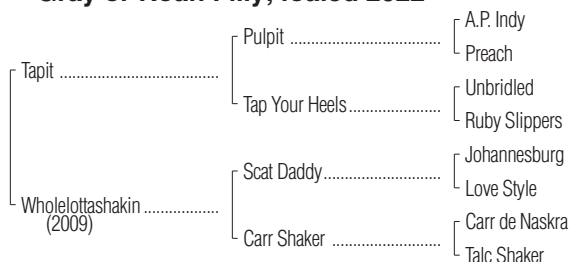 Gray or Roan Filly; foaled 2022
Tapit
Pulpit
A.P. Indy
Preach
Tap Your Heels
Unbridled
Ruby Slippers
Wholelottashakin
(2009)
Scat Daddy
Johannesburg
Love Style
Carr Shaker
Carr de Naskra
Talc Shaker